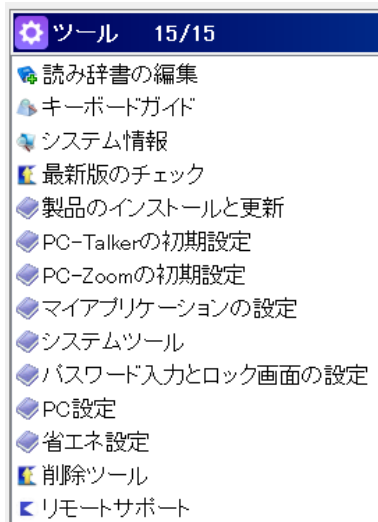 ツール 15/15
読み辞書の編集
キーボードガイド
システム情報
最新版のチェック
製品のインストールと更新
PC-Talkerの初期設定
PC-Zoomの初期設定
マイアプリケーションの設定
システムツール
パスワード入力とロック画面の設定
PC設定
省エネ設定
削除ツール
リモートサポート